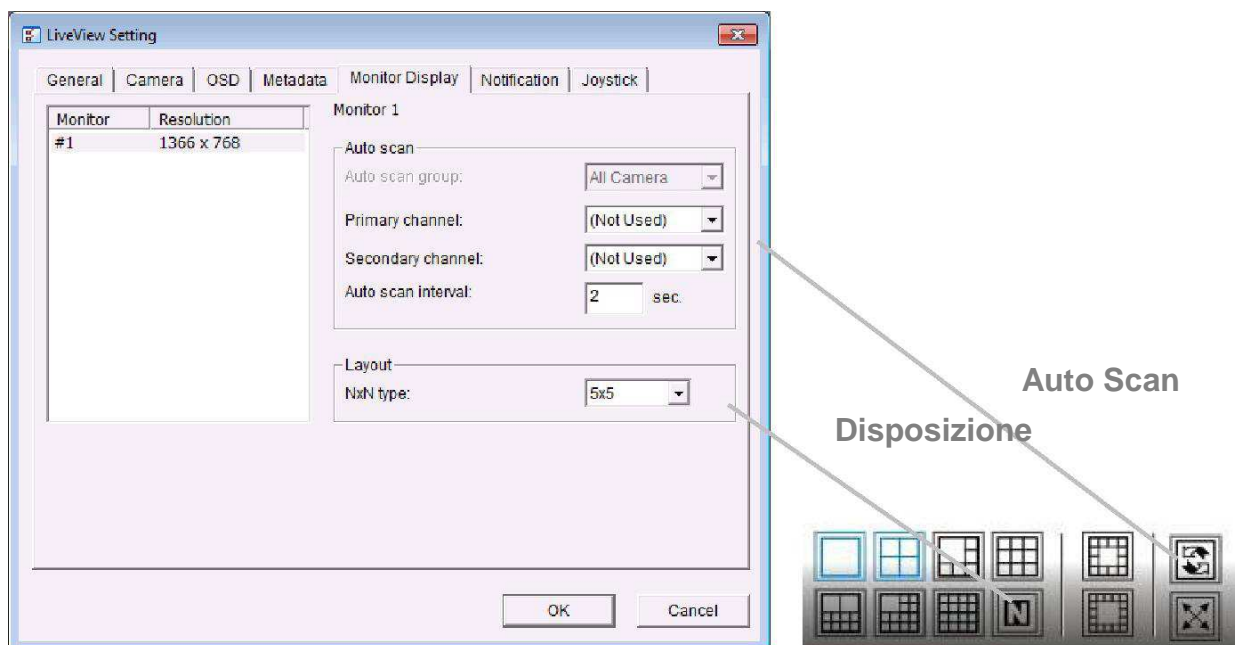 LiveView Setting
General Camera OSD Metadata Monitor Display Notification Joystick
Monitor Resolution
#1 1366 x 768
Monitor 1
Auto scan
Auto scan group: All Camera
Primary channel: (Not Used)
Secondary channel: (Not Used)
Auto scan interval: 2 sec.
Layout
NxN type: 5x5
OK Cancel
Auto Scan
Disposizione
N